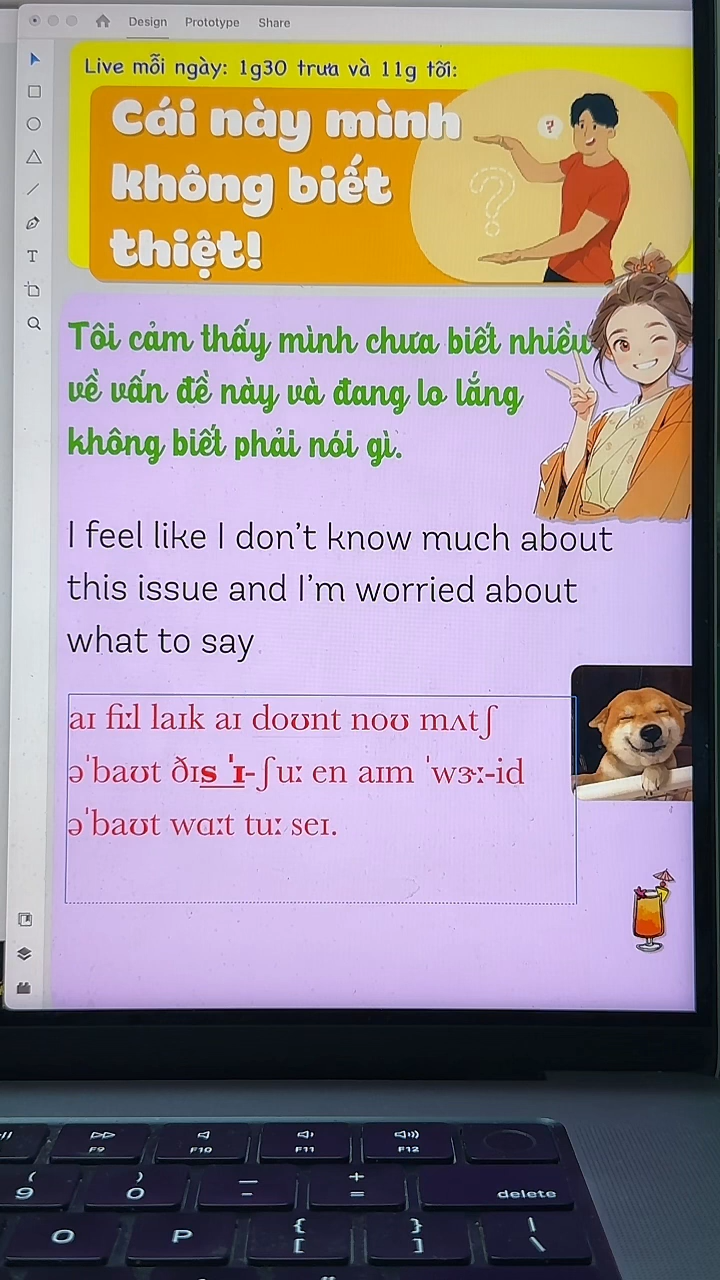 Design Prototype Share
Live mỗi ngày: 1g30 trưa và 11g tối:
Cái này mình
không biết
thiệt!
?
Tôi cảm thấy mình chưa biết nhiều
về vấn đề này và đang lo lắng
không biết phải nói gì.
I feel like I don't know much about
this issue and I'm worried about
what to say
aɪ fiːl laɪk aɪ doʊnt noʊ mʌtʃ
əˈbaʊt ðɪs ˈɪ-ʃuː en aɪm ˈwɝː-id
əˈbaʊt wɑːt tuː seɪ.
T
F9 F10 F11 F12
( ) — +
9 0 - = delete
O P { } |
[ ] \